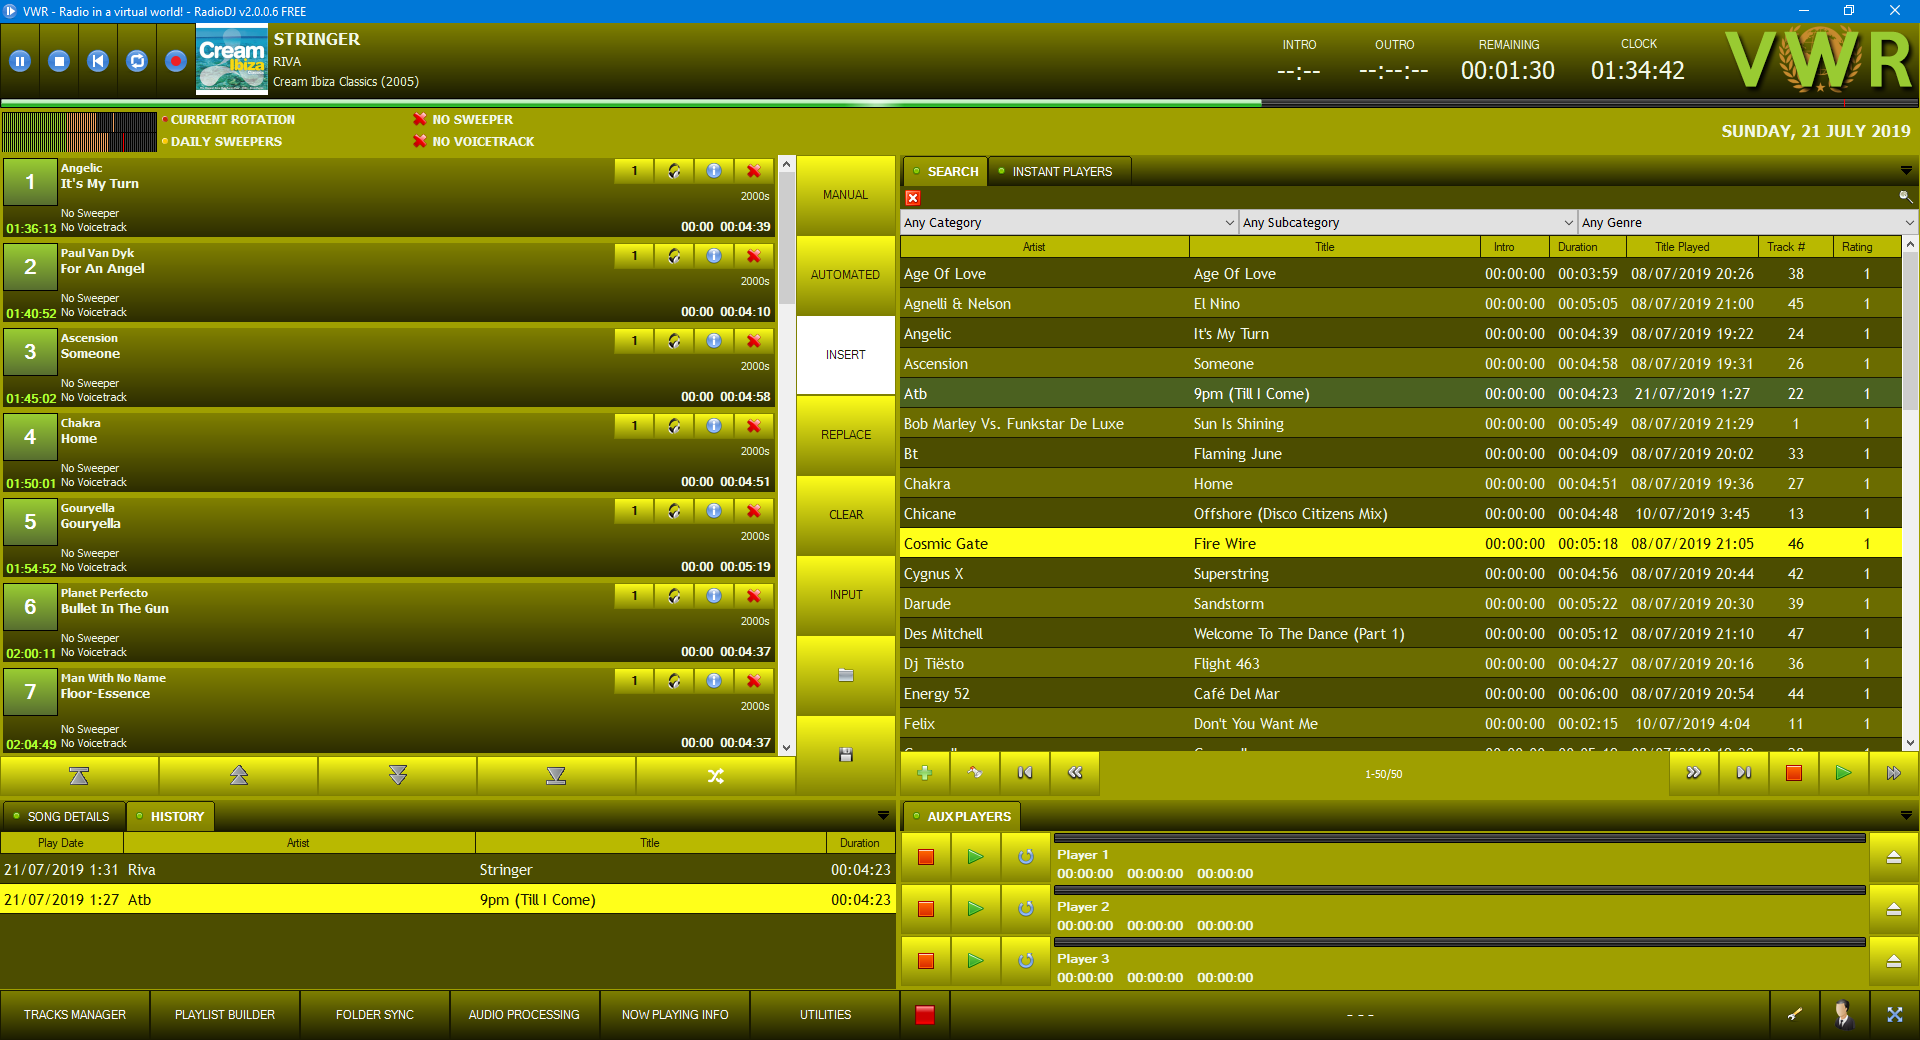 VWR - Radio in a virtual world! - RadioDJ v2.0.0.6 FREE
Cream
Ibiza
Classics
STRINGER
RIVA
Cream Ibiza Classics (2005)
INTRO OUTRO REMAINING CLOCK
--:-- --:--:-- 00:01:30 01:34:42
VWR
CURRENT ROTATION NO SWEEPER
DAILY SWEEPERS NO VOICETRACK
SUNDAY, 21 JULY 2019
1 Angelic 1
It's My Turn
2000s
No Sweeper
01:36:13 No Voicetrack 00:00 00:04:39
2 Paul Van Dyk 1
For An Angel
2000s
No Sweeper
01:40:52 No Voicetrack 00:00 00:04:10
3 Ascension 1
Someone
2000s
No Sweeper
01:45:02 No Voicetrack 00:00 00:04:58
4 Chakra 1
Home
2000s
No Sweeper
01:50:01 No Voicetrack 00:00 00:04:51
5 Gouryella 1
Gouryella
2000s
No Sweeper
01:54:52 No Voicetrack 00:00 00:05:19
6 Planet Perfecto 1
Bullet In The Gun
2000s
No Sweeper
02:00:11 No Voicetrack 00:00 00:04:37
7 Man With No Name 1
Floor-Essence
2000s
No Sweeper
02:04:49 No Voicetrack 00:00 00:04:37
MANUAL
AUTOMATED
INSERT
REPLACE
CLEAR
INPUT
SEARCH INSTANT PLAYERS
Any Category Any Subcategory Any Genre
Artist Title Intro Duration Title Played Track # Rating
Age Of Love Age Of Love 00:00:00 00:03:59 08/07/2019 20:26 38 1
Agnelli & Nelson El Nino 00:00:00 00:05:05 08/07/2019 21:00 45 1
Angelic It's My Turn 00:00:00 00:04:39 08/07/2019 19:22 24 1
Ascension Someone 00:00:00 00:04:58 08/07/2019 19:31 26 1
Atb 9pm (Till I Come) 00:00:00 00:04:23 21/07/2019 1:27 22 1
Bob Marley Vs. Funkstar De Luxe Sun Is Shining 00:00:00 00:05:49 08/07/2019 21:29 1 1
Bt Flaming June 00:00:00 00:04:09 08/07/2019 20:02 33 1
Chakra Home 00:00:00 00:04:51 08/07/2019 19:36 27 1
Chicane Offshore (Disco Citizens Mix) 00:00:00 00:04:48 10/07/2019 3:45 13 1
Cosmic Gate Fire Wire 00:00:00 00:05:18 08/07/2019 21:05 46 1
Cygnus X Superstring 00:00:00 00:04:56 08/07/2019 20:44 42 1
Darude Sandstorm 00:00:00 00:05:22 08/07/2019 20:30 39 1
Des Mitchell Welcome To The Dance (Part 1) 00:00:00 00:05:12 08/07/2019 21:10 47 1
Dj Tiësto Flight 463 00:00:00 00:04:27 08/07/2019 20:16 36 1
Energy 52 Café Del Mar 00:00:00 00:06:00 08/07/2019 20:54 44 1
Felix Don't You Want Me 00:00:00 00:02:15 10/07/2019 4:04 11 1
1-50/50
SONG DETAILS HISTORY
Play Date Artist Title Duration
21/07/2019 1:31 Riva Stringer 00:04:23
21/07/2019 1:27 Atb 9pm (Till I Come) 00:04:23
AUX PLAYERS
Player 1
00:00:00 00:00:00 00:00:00
Player 2
00:00:00 00:00:00 00:00:00
Player 3
00:00:00 00:00:00 00:00:00
TRACKS MANAGER PLAYLIST BUILDER FOLDER SYNC AUDIO PROCESSING NOW PLAYING INFO UTILITIES - - -